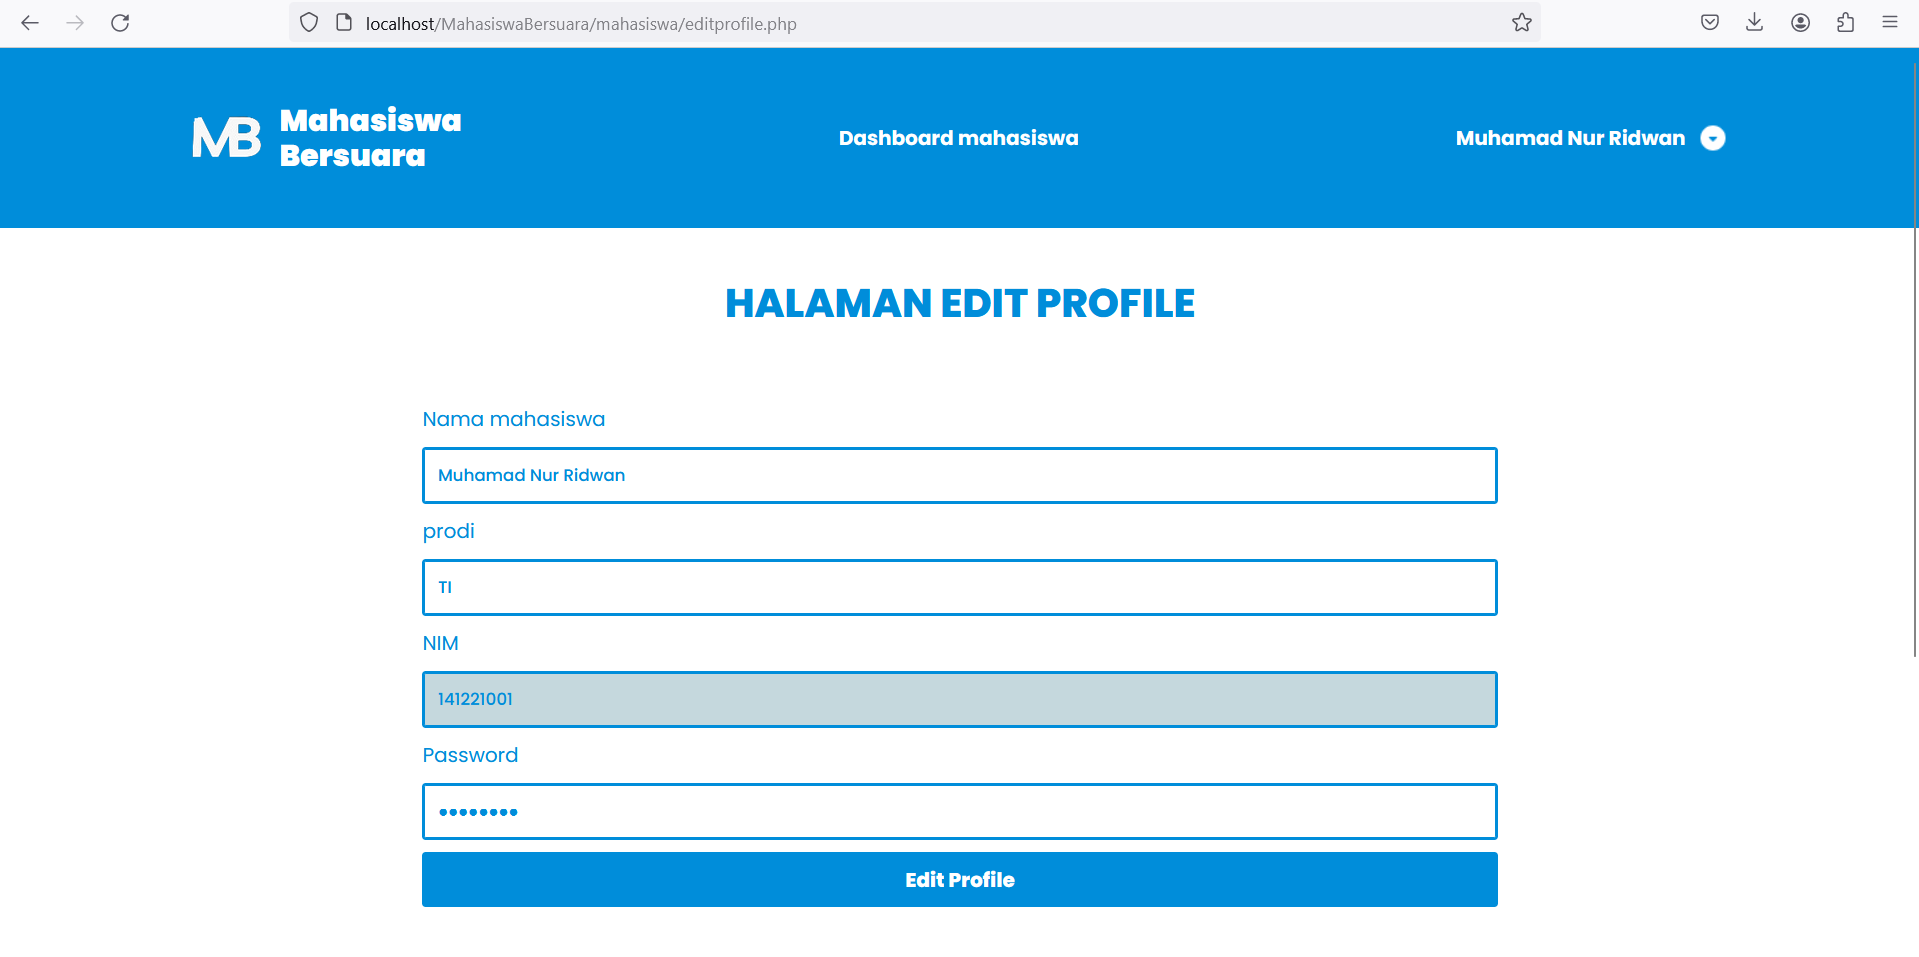 localhost/MahasiswaBersuara/mahasiswa/editprofile.php
MB
Mahasiswa
Bersuara
Dashboard mahasiswa
Muhamad Nur Ridwan
HALAMAN EDIT PROFILE
Nama mahasiswa
Muhamad Nur Ridwan
prodi
TI
NIM
141221001
Password
••••••••
Edit Profile